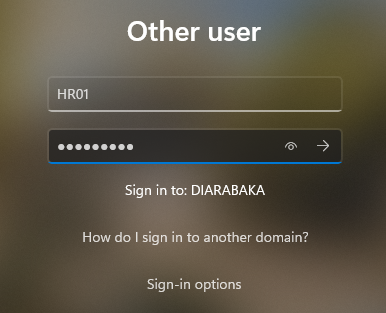 Other user
HR01
●●●●●●●●●
Sign in to: DIARABAKA
How do I sign in to another domain?
Sign-in options